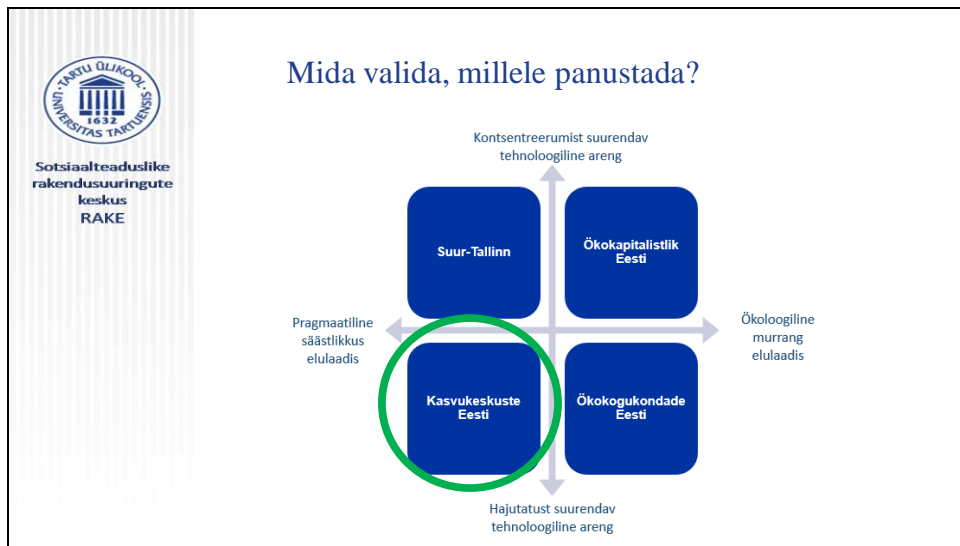 Mida valida, millele panustada?
TARTU ÜLIKOOL
1632
UNIVERSITAS TARTUENSIS
Sotsiaalteaduslike
rakendusuuringute
keskus
RAKE
Kontsentreerumist suurendav
tehnoloogiline areng
Suur-Tallinn
Ökokapitalistlik
Eesti
Pragmaatiline
säästlikkus
elulaadis
Ökoloogiline
murrang
elulaadis
Kasvukeskuste
Eesti
Ökokogukondade
Eesti
Hajutatust suurendav
tehnoloogiline areng